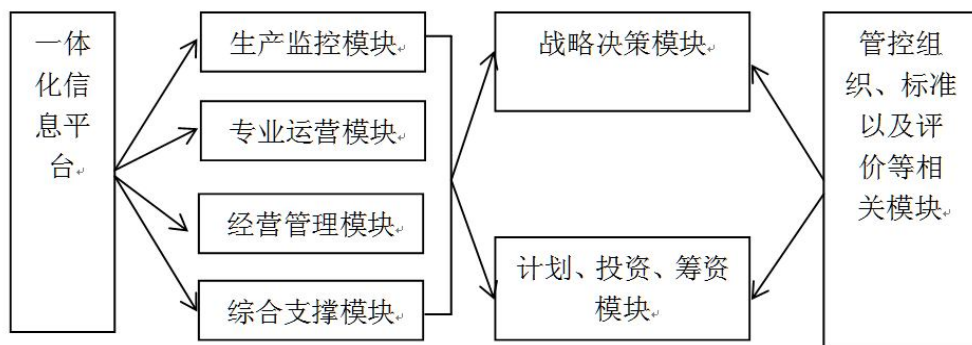 一体
化信
息平
台
生产监控模块
专业运营模块
经营管理模块
综合支撑模块
战略决策模块
计划、投资、筹资
模块
管控组
织、标准
以及评
价等相
关模块